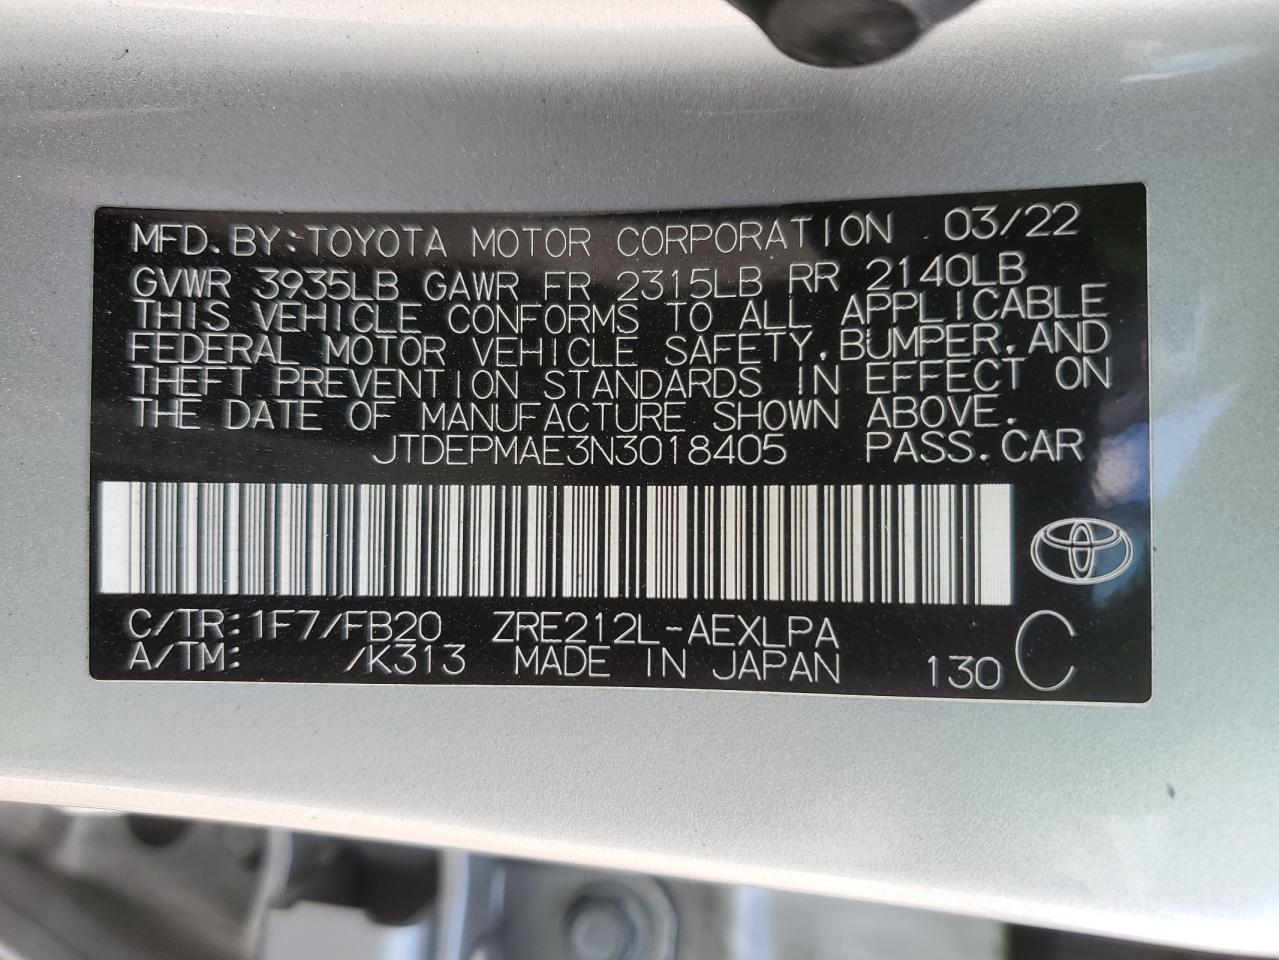 MFD. BY: TOYOTA MOTOR CORPORATION 03/22
GVWR 3935LB GAWR FR 2315LB RR 2140LB
THIS VEHICLE CONFORMS TO ALL APPLICABLE
FEDERAL MOTOR VEHICLE SAFETY, BUMPER, AND
THEFT PREVENTION STANDARDS IN EFFECT ON
THE DATE OF MANUFACTURE SHOWN ABOVE.
JTDEPMAE3N3018405 PASS. CAR
C/TR: 1F7/FB20 ZRE212L-AEXLPA
A/TM: /K313 MADE IN JAPAN 130 C